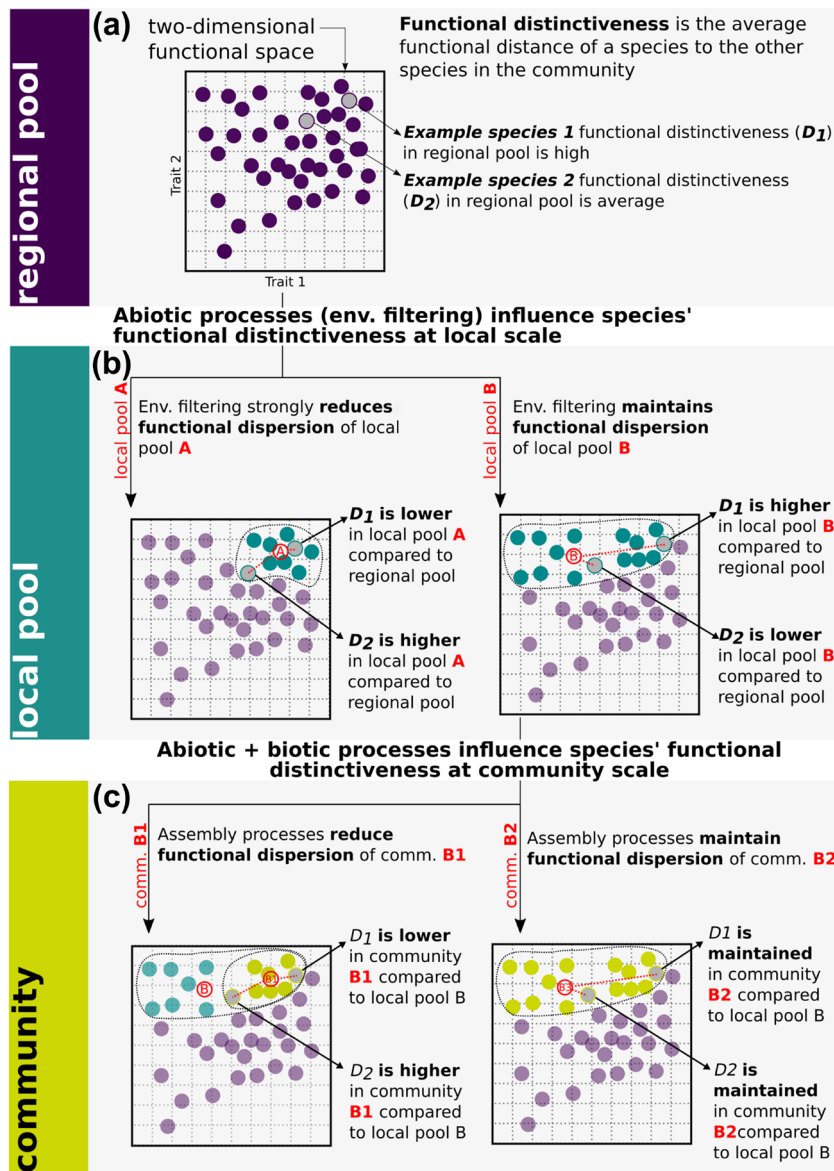 regional pool
(a)
two-dimensional
functional space
Functional distinctiveness is the average
functional distance of a species to the other
species in the community
Trait 2
Trait 1
Example species 1 functional distinctiveness (D1)
in regional pool is high
Example species 2 functional distinctiveness
(D2) in regional pool is average
Abiotic processes (env. filtering) influence species'
functional distinctiveness at local scale
local pool
(b)
local pool A
Env. filtering strongly reduces
functional dispersion of local
pool A
local pool B
Env. filtering maintains
functional dispersion
of local pool B
A
D1 is lower
in local pool A
compared to
regional pool
D2 is higher
in local pool A
compared to
regional pool
B
D1 is higher
in local pool B
compared to
regional pool
D2 is lower
in local pool B
compared to
regional pool
Abiotic + biotic processes influence species' functional
distinctiveness at community scale
community
(c)
comm. B1
Assembly processes reduce
functional dispersion of comm. B1
comm. B2
Assembly processes maintain
functional dispersion of comm. B2
B
B1
D1 is lower
in community
B1 compared
to local pool B
D2 is higher
in community
B1 compared
to local pool B
D1 is
maintained
in community
B2 compared
to local pool B
D2 is
maintained
in community
B2compared
to local pool B